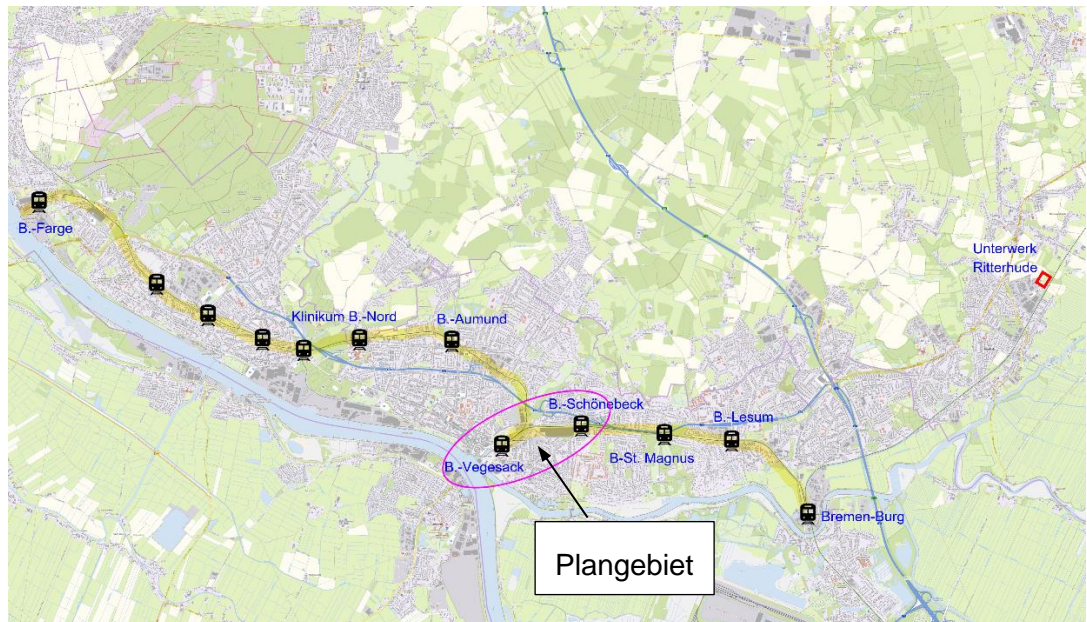 B.-Farge
Klinikum B.-Nord
B.-Aumund
Unterwerk
Ritterhude
B.-Schönebeck
B.-Lesum
B.-Vegesack
B-St. Magnus
Bremen-Burg
Plangebiet